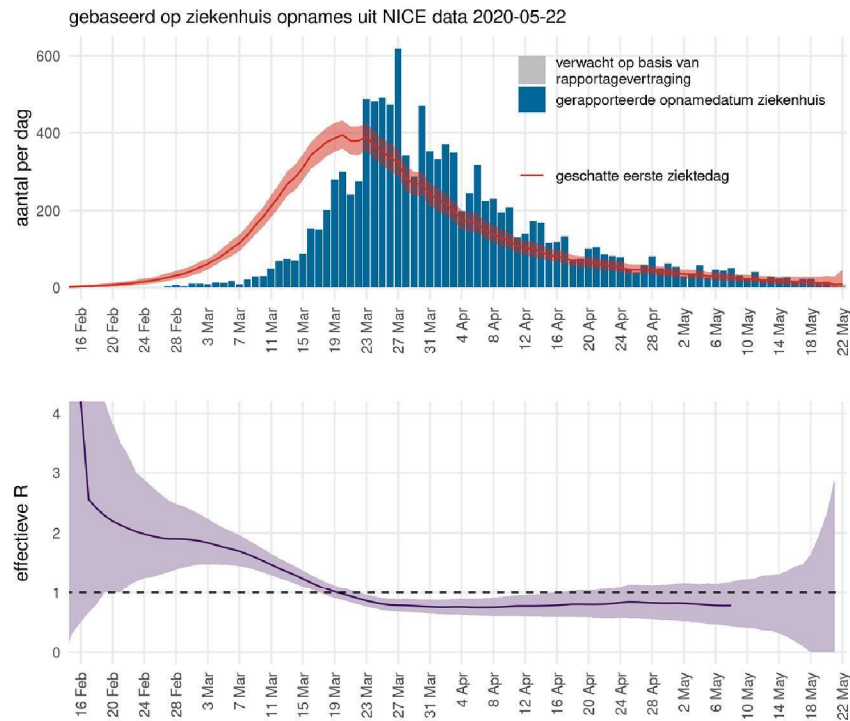 gebaseerd op ziekenhuis opnames uit NICE data 2020-05-22
600
400
200
0
aantal per dag
verwacht op basis van
rapportagevertraging
gerapporteerde opnamedatum ziekenhuis
geschatte eerste ziektedag
16 Feb
20 Feb
24 Feb
28 Feb
3 Mar
7 Mar
11 Mar
15 Mar
19 Mar
23 Mar
27 Mar
31 Mar
4 Apr
8 Apr
12 Apr
16 Apr
20 Apr
24 Apr
28 Apr
2 May
6 May
10 May
14 May
18 May
22 May
4
3
2
1
0
effectieve R
16 Feb
20 Feb
24 Feb
28 Feb
3 Mar
7 Mar
11 Mar
15 Mar
19 Mar
23 Mar
27 Mar
31 Mar
4 Apr
8 Apr
12 Apr
16 Apr
20 Apr
24 Apr
28 Apr
2 May
6 May
10 May
14 May
18 May
22 May